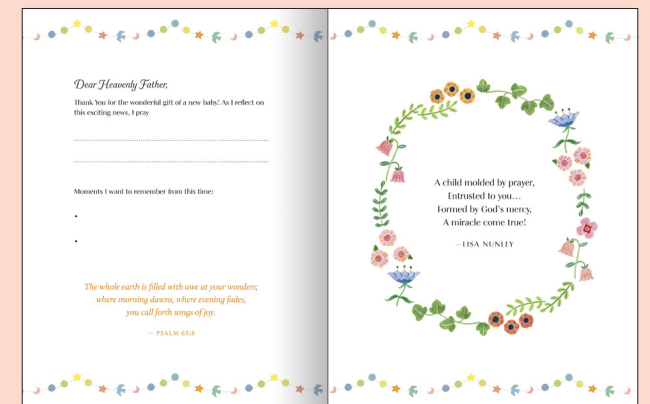 Dear Heavenly Father,
Thank You for the wonderful gift of a new baby! As I reflect on
this exciting news, I pray
Moments I want to remember from this time:
•
•
The whole earth is filled with awe at your wonders;
where morning dawns, where evening fades,
you call forth songs of joy.
— PSALM 65:8
A child molded by prayer,
Entrusted to you…
Formed by God's mercy,
A miracle come true!
—LISA NUNLEY